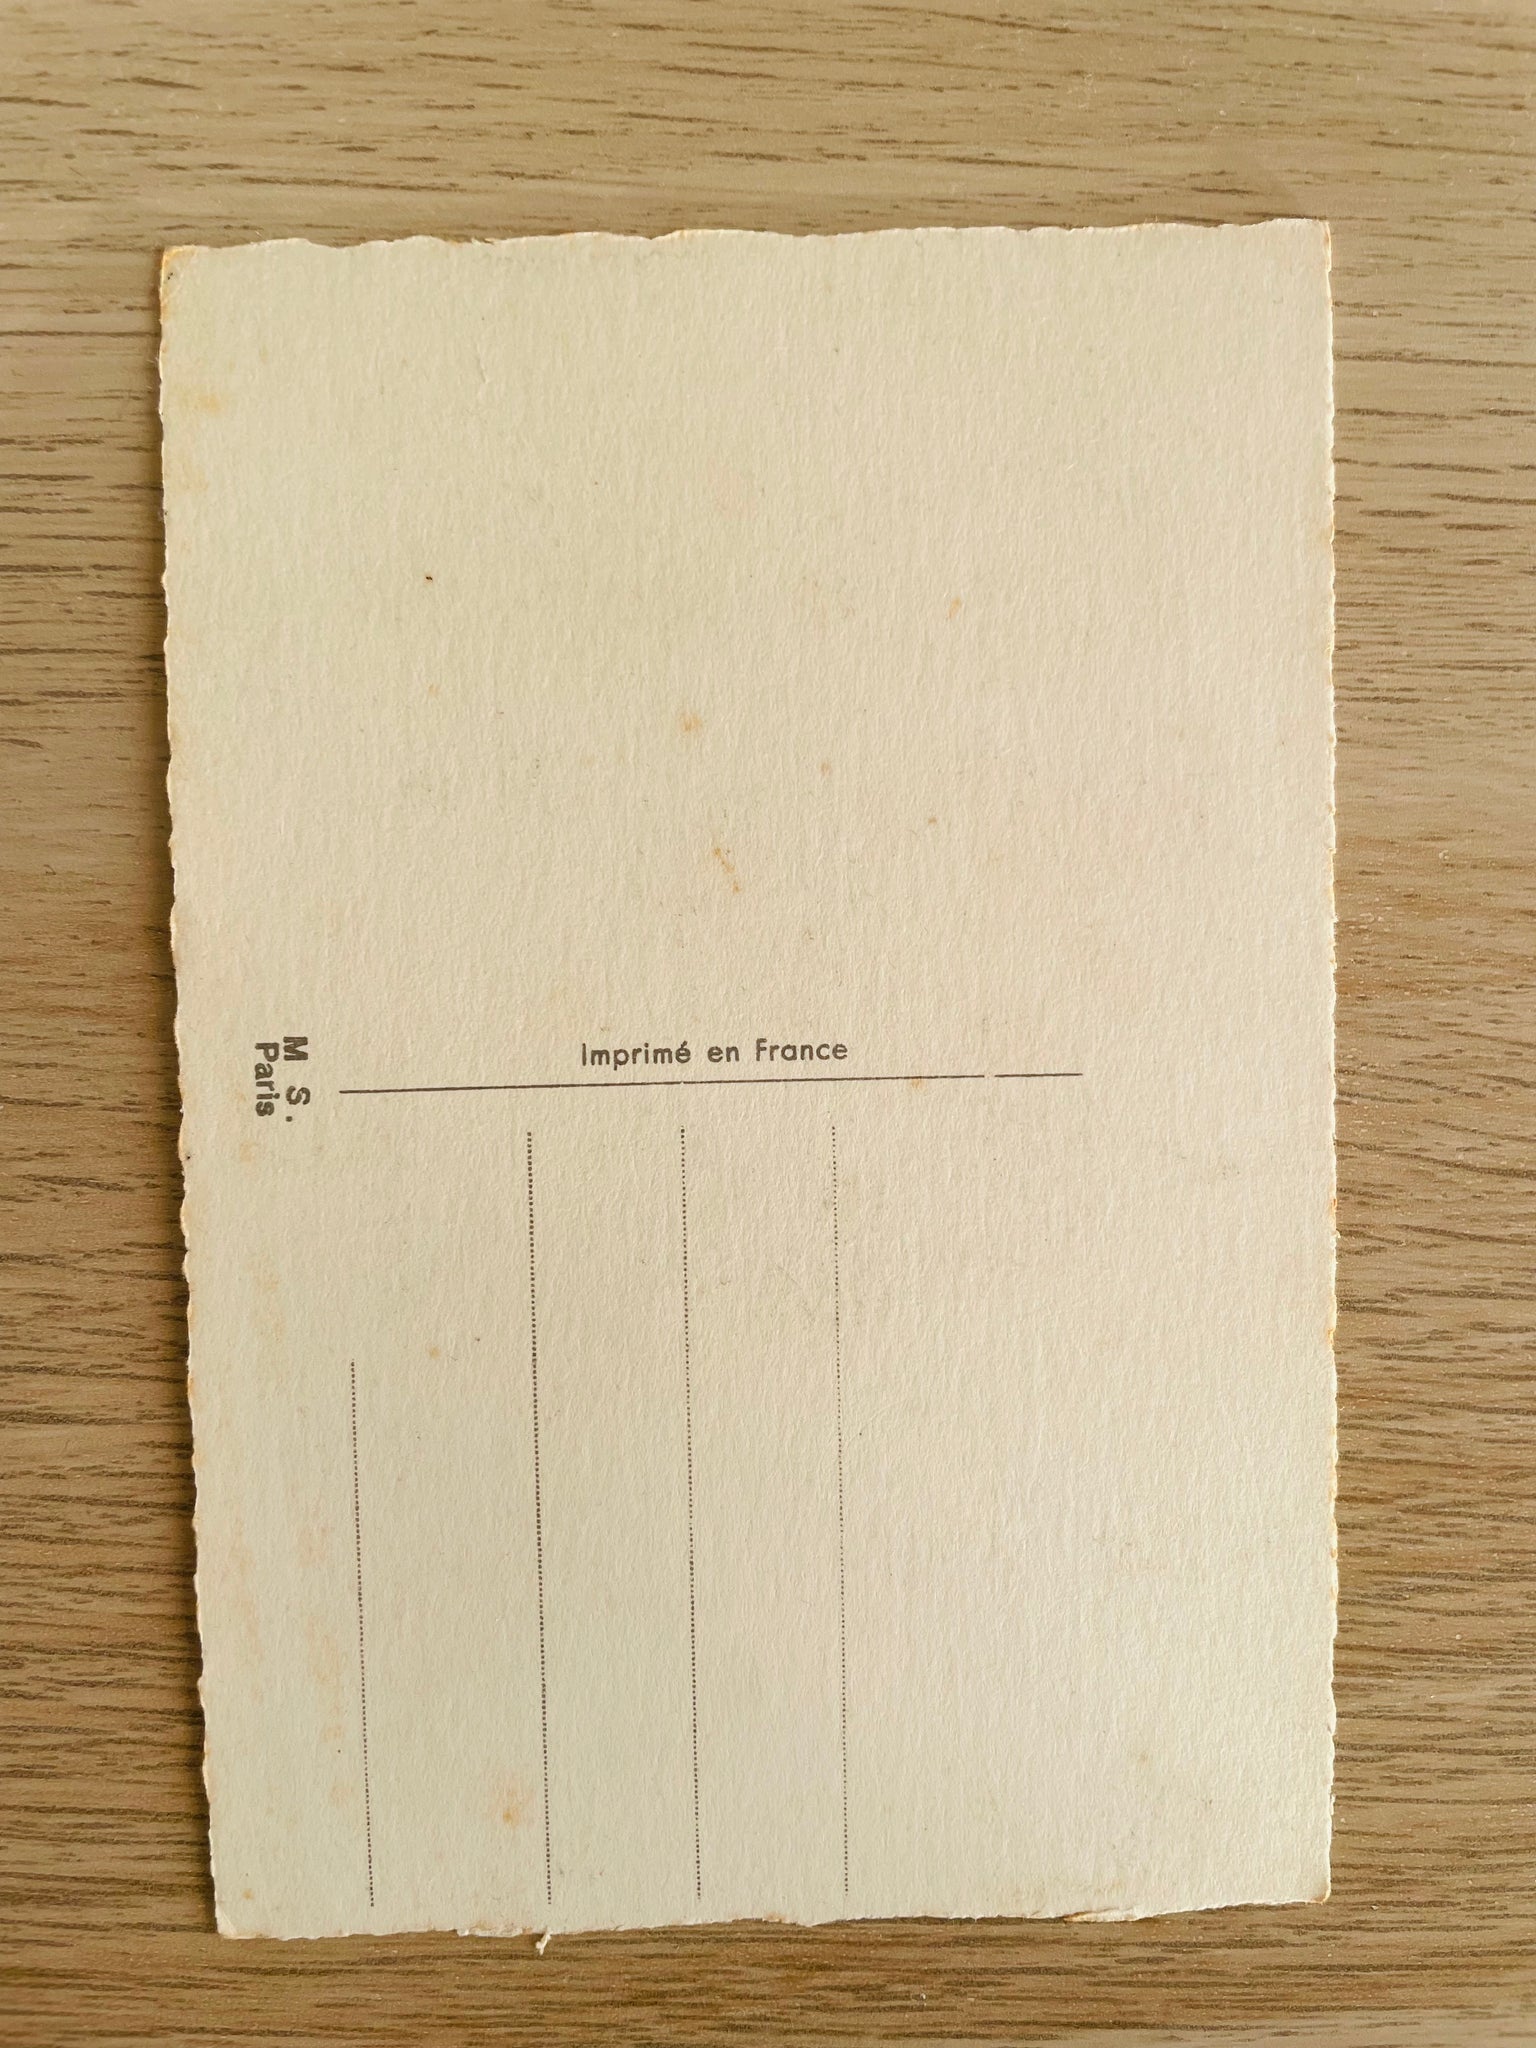 Imprimé en France
M. S.
Paris